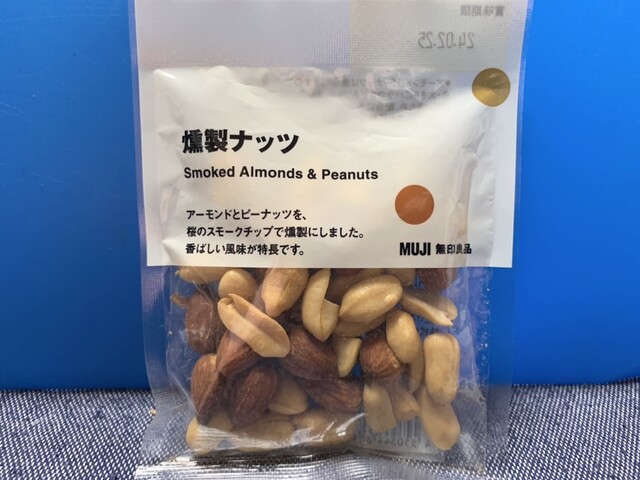 賞味期限
24.02.25
燻製ナッツ
Smoked Almonds & Peanuts
アーモンドとピーナッツを、
桜のスモークチップで燻製にしました。
香ばしい風味が特長です。
MUJI 無印良品